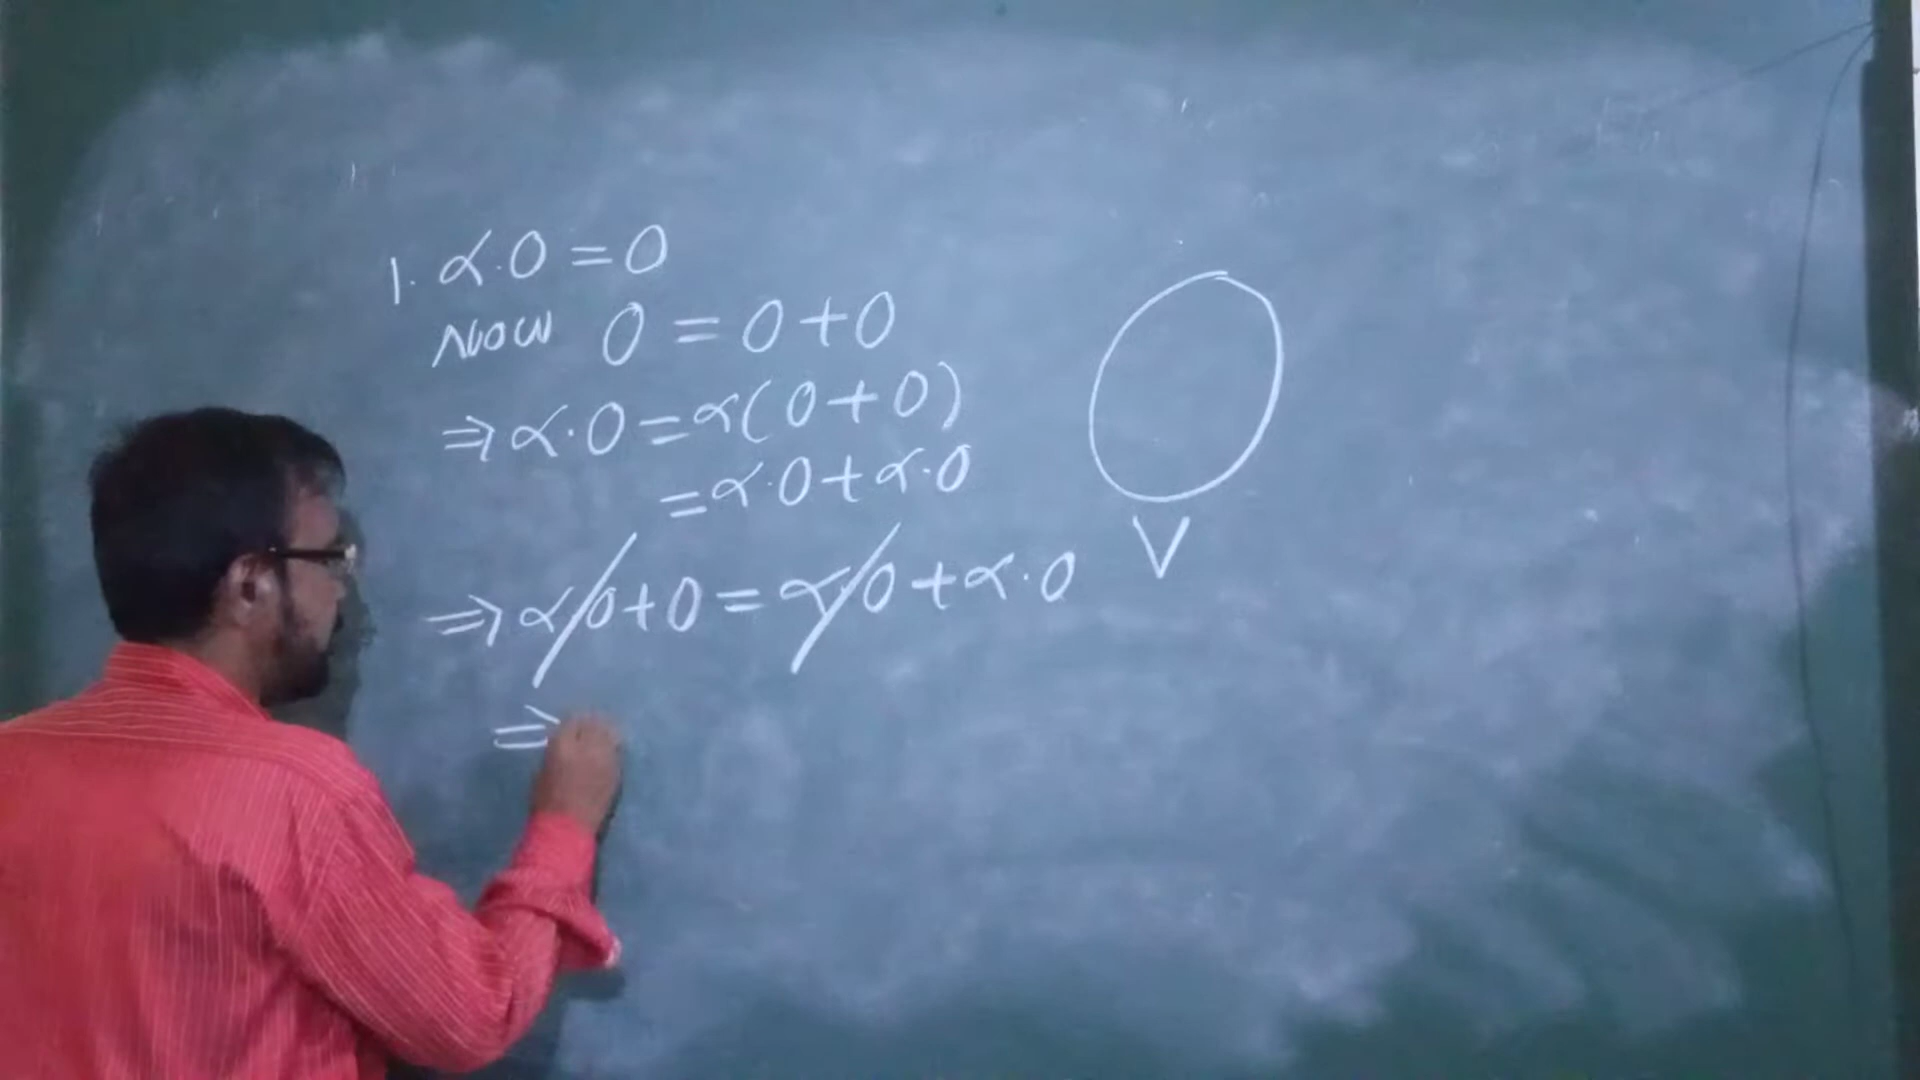 1. α.0 = 0
Now 0 = 0+0
⇒ α.0 = α(0+0)
= α.0+α.0
⇒ α.0+0 = α.0+α.0
⇒
V